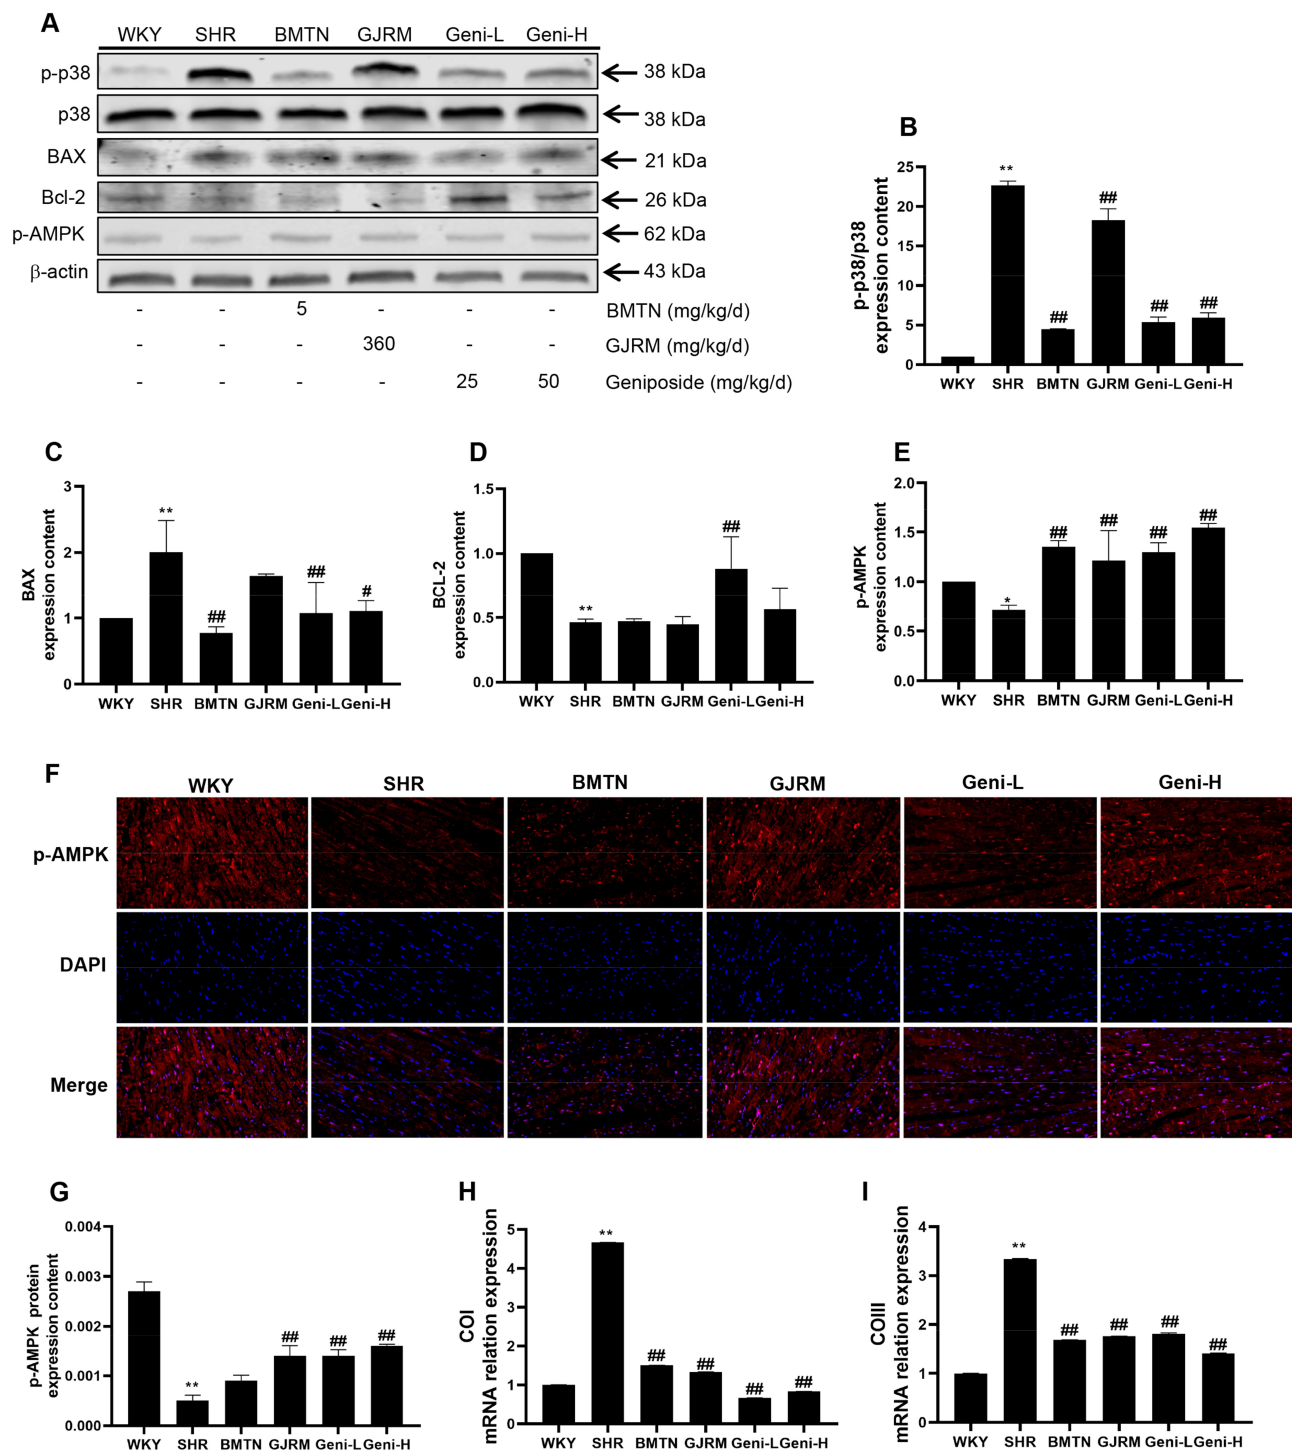 A
WKY SHR BMTN GJRM Geni-L Geni-H
p-p38 38 kDa
p38 38 kDa
BAX 21 kDa
Bcl-2 26 kDa
p-AMPK 62 kDa
β-actin 43 kDa
- - 5 - - - BMTN (mg/kg/d)
- - - 360 - - GJRM (mg/kg/d)
- - - - 25 50 Geniposide (mg/kg/d)
B
p-p38/p38
expression content
25
20
15
10
5
0
**
##
##
##
##
WKY SHR BMTN GJRM Geni-L Geni-H
C
BAX
expression content
3
2
1
0
**
##
##
#
WKY SHR BMTN GJRM Geni-L Geni-H
D
BCL-2
expression content
1.5
1.0
0.5
0.0
**
##
WKY SHR BMTN GJRM Geni-L Geni-H
E
p-AMPK
expression content
2.0
1.5
1.0
0.5
0.0
*
##
##
##
##
WKY SHR BMTN GJRM Geni-L Geni-H
F
WKY SHR BMTN GJRM Geni-L Geni-H
p-AMPK
DAPI
Merge
G
p-AMPK protein
expression content
0.004
0.003
0.002
0.001
0.000
**
##
##
##
WKY SHR BMTN GJRM Geni-L Geni-H
H
COI
mRNA relation expression
5
4
3
2
1
0
**
##
##
##
##
WKY SHR BMTN GJRM Geni-L Geni-H
I
COIII
mRNA relation expression
4
3
2
1
0
**
##
##
##
##
WKY SHR BMTN GJRM Geni-L Geni-H